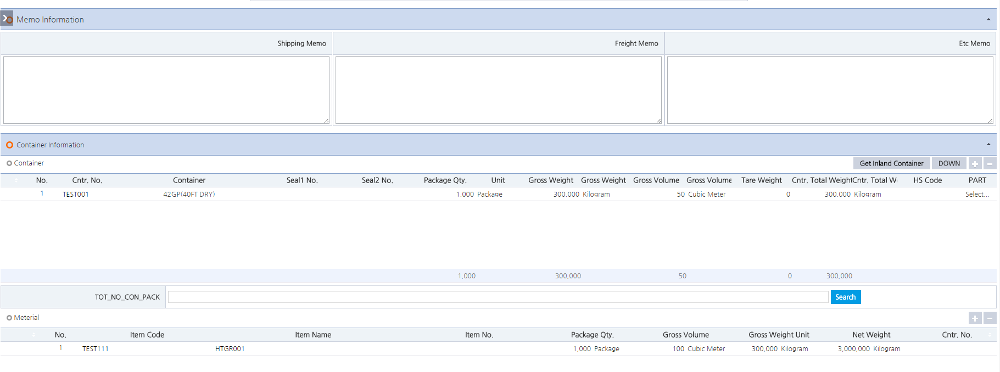 Memo Information
Shipping Memo Freight Memo Etc Memo
Container Information
Container Get Inland Container DOWN
No. Cntr. No. Container Seal1 No. Seal2 No. Package Qty. Unit Gross Weight Gross Weight Gross Volume Gross Volume Tare Weight Cntr. Total Weight Cntr. Total We HS Code PART
1 TEST001 42GP(40FT DRY) 1,000 Package 300,000 Kilogram 50 Cubic Meter 0 300,000 Kilogram Select...
1,000 300,000 50 0 300,000
TOT_NO_CON_PACK Search
Meterial
No. Item Code Item Name Item No. Package Qty. Gross Volume Gross Weight Unit Net Weight Cntr. No.
1 TEST111 HTGR001 1,000 Package 100 Cubic Meter 300,000 Kilogram 3,000,000 Kilogram